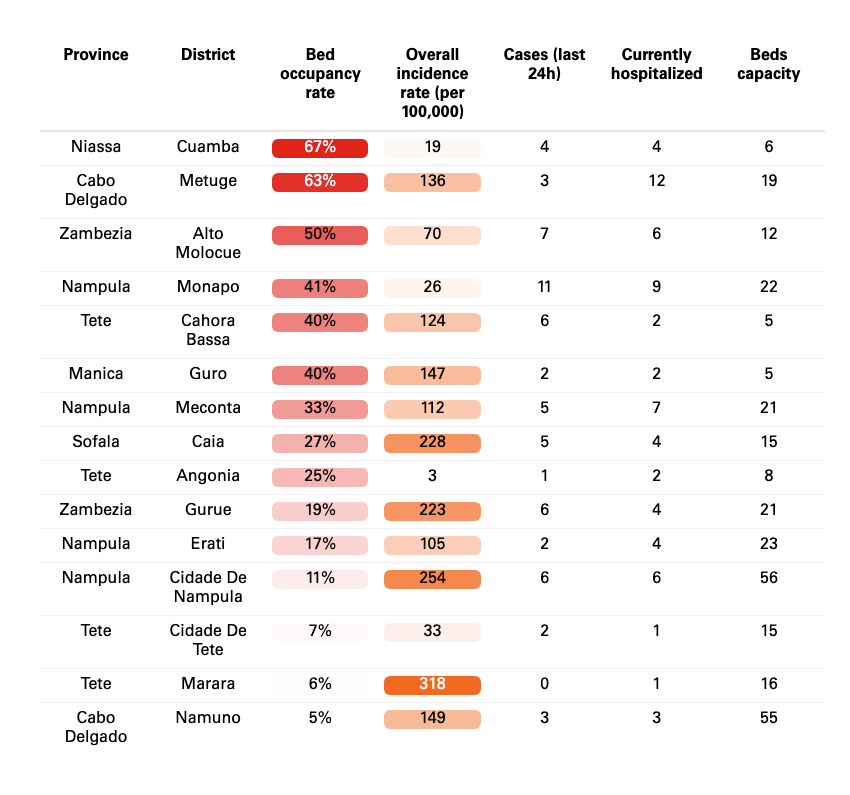 Province District Bed occupancy rate Overall incidence rate (per 100,000) Cases (last 24h) Currently hospitalized Beds capacity
Niassa Cuamba 67% 19 4 4 6
Cabo Delgado Metuge 63% 136 3 12 19
Zambezia Alto Molocue 50% 70 7 6 12
Nampula Monapo 41% 26 11 9 22
Tete Cahora Bassa 40% 124 6 2 5
Manica Guro 40% 147 2 2 5
Nampula Meconta 33% 112 5 7 21
Sofala Caia 27% 228 5 4 15
Tete Angonia 25% 3 1 2 8
Zambezia Gurue 19% 223 6 4 21
Nampula Erati 17% 105 2 4 23
Nampula Cidade De Nampula 11% 254 6 6 56
Tete Cidade De Tete 7% 33 2 1 15
Tete Marara 6% 318 0 1 16
Cabo Delgado Namuno 5% 149 3 3 55